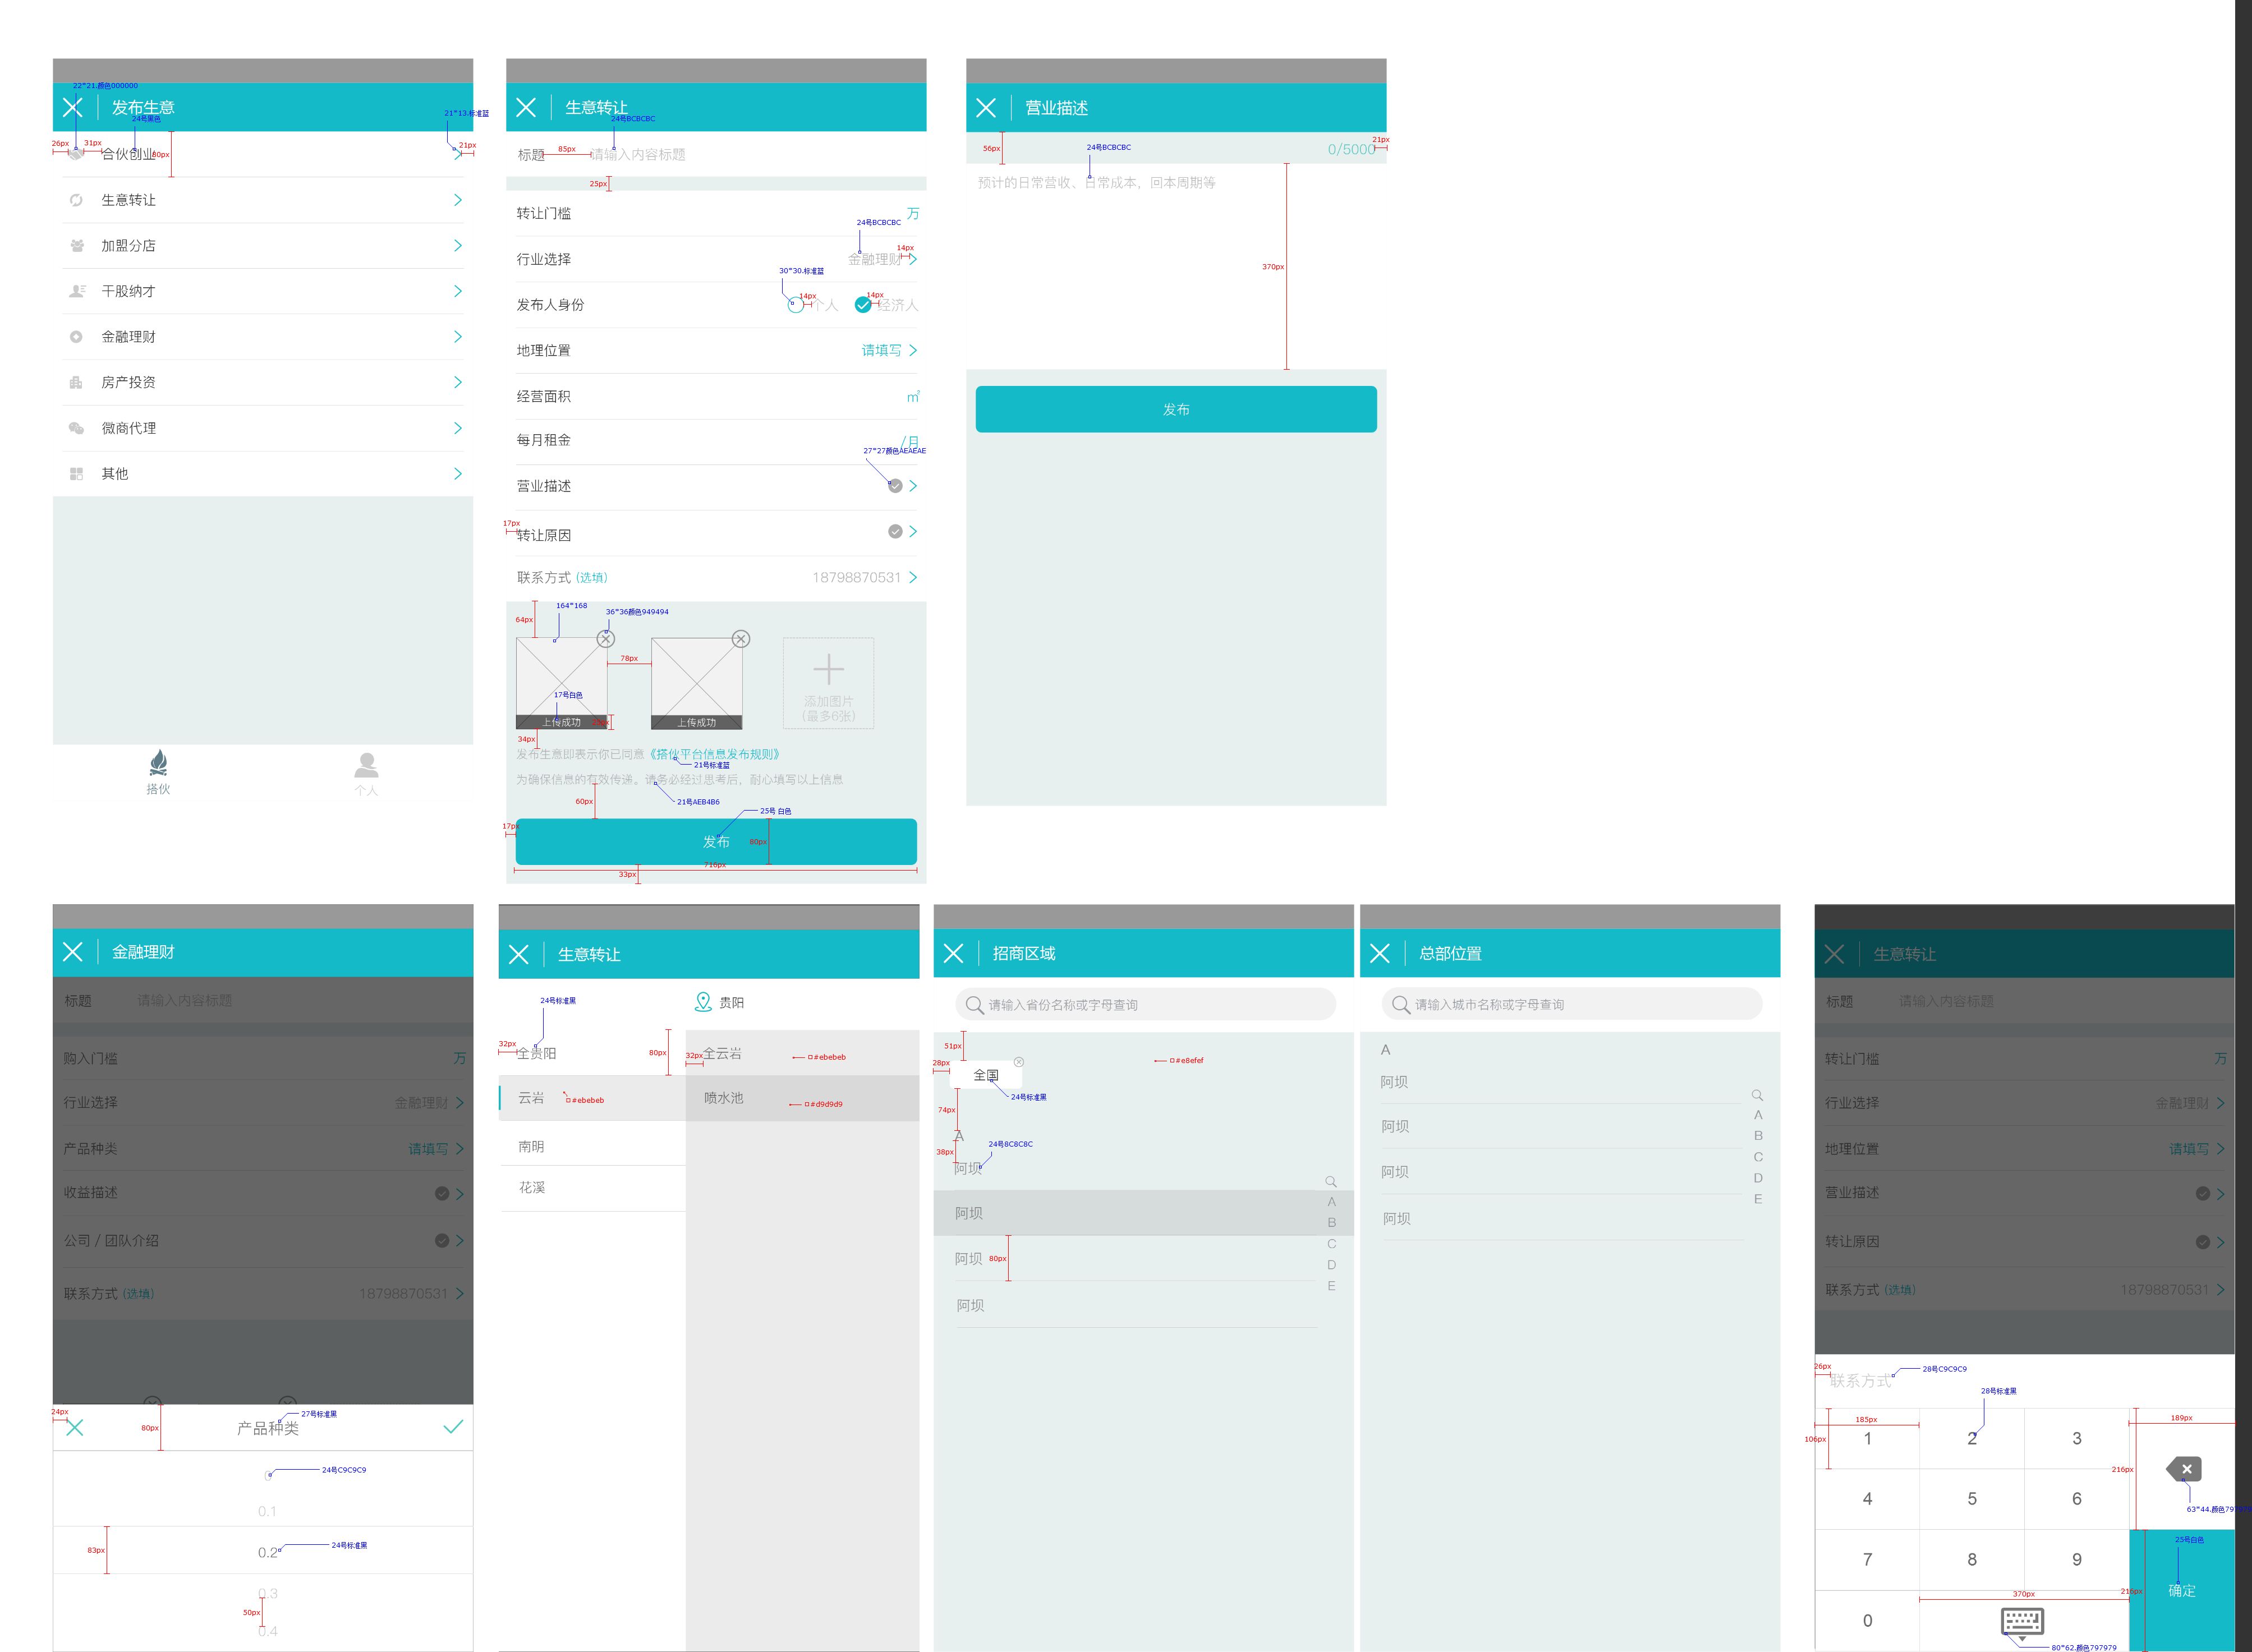 发布生意
22*21.颜色000000
24号黑色
21*13.标准蓝
26px
31px
合伙创业
80px
21px
生意转让
加盟分店
干股纳才
金融理财
房产投资
微商代理
其他
搭伙
个人
生意转让
24号BCBCBC
标题
85px
请输入内容标题
25px
转让门槛
万
24号BCBCBC
行业选择
金融理财
14px
30*30.标准蓝
发布人身份
14px
个人
14px
经济人
地理位置
请填写
经营面积
㎡
每月租金
/月
27*27颜色AEAEAE
营业描述
17px
转让原因
联系方式 (选填)
18798870531
164*168
36*36颜色949494
64px
78px
17号白色
上传成功
上传成功
添加图片
(最多6张)
34px
发布生意即表示你已同意《搭伙平台信息发布规则》
21号标准蓝
为确保信息的有效传递。请务必经过思考后，耐心填写以上信息
60px
21号AEB4B6
25号 白色
17px
发布
80px
716px
33px
营业描述
56px
24号BCBCBC
0/5000
21px
预计的日常营收、日常成本，回本周期等
370px
发布
金融理财
标题
请输入内容标题
购入门槛
万
行业选择
金融理财
产品种类
请填写
收益描述
公司 / 团队介绍
联系方式 (选填)
18798870531
24px
80px
产品种类
27号标准黑
0
24号C9C9C9
0.1
83px
0.2
24号标准黑
0.3
50px
0.4
生意转让
24号标准黑
贵阳
32px
全贵阳
80px
32px
全云岩
#ebebeb
云岩
#ebebeb
喷水池
#d9d9d9
南明
花溪
招商区域
请输入省份名称或字母查询
51px
28px
全国
#e8efef
24号标准黑
74px
A
38px
24号8C8C8C
阿坝
阿坝
阿坝
80px
阿坝
A
B
C
D
E
总部位置
请输入城市名称或字母查询
A
阿坝
阿坝
阿坝
阿坝
A
B
C
D
E
生意转让
标题
请输入内容标题
转让门槛
万
行业选择
金融理财
地理位置
请填写
营业描述
转让原因
联系方式 (选填)
18798870531
26px
联系方式
28号C9C9C9
28号标准黑
185px
189px
106px
1
2
3
216px
4
5
6
63*44.颜色797979
25号白色
7
8
9
216px
确定
370px
0
80*62.颜色797979